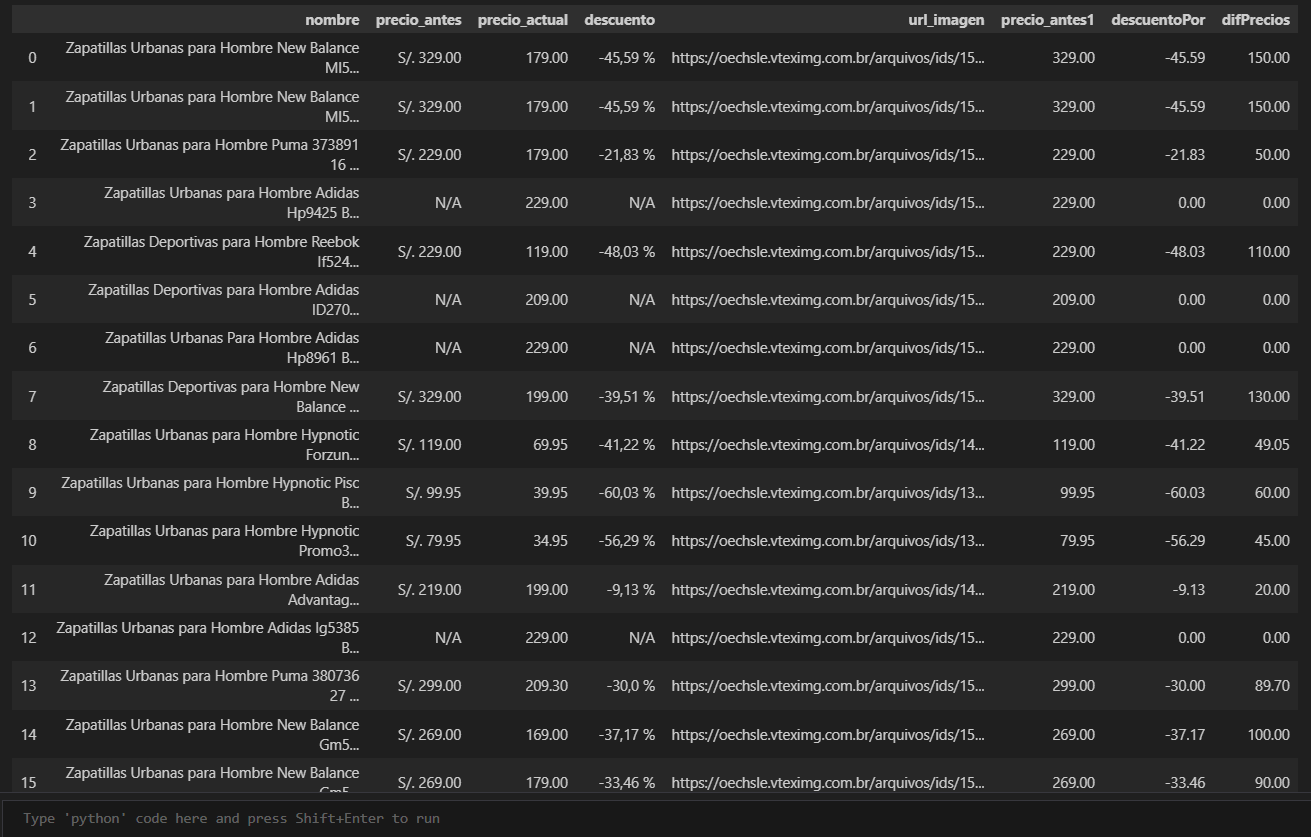 nombre precio_antes precio_actual descuento url_imagen precio_antes1 descuentoPor difPrecios
0 Zapatillas Urbanas para Hombre New Balance Ml5... S/. 329.00 179.00 -45,59 % https://oechsle.vteximg.com.br/arquivos/ids/15... 329.00 -45.59 150.00
1 Zapatillas Urbanas para Hombre New Balance Ml5... S/. 329.00 179.00 -45,59 % https://oechsle.vteximg.com.br/arquivos/ids/15... 329.00 -45.59 150.00
2 Zapatillas Urbanas para Hombre Puma 373891 16 ... S/. 229.00 179.00 -21,83 % https://oechsle.vteximg.com.br/arquivos/ids/15... 229.00 -21.83 50.00
3 Zapatillas Urbanas para Hombre Adidas Hp9425 B... N/A 229.00 N/A https://oechsle.vteximg.com.br/arquivos/ids/15... 229.00 0.00 0.00
4 Zapatillas Deportivas para Hombre Reebok If524... S/. 229.00 119.00 -48,03 % https://oechsle.vteximg.com.br/arquivos/ids/15... 229.00 -48.03 110.00
5 Zapatillas Deportivas para Hombre Adidas ID270... N/A 209.00 N/A https://oechsle.vteximg.com.br/arquivos/ids/15... 209.00 0.00 0.00
6 Zapatillas Urbanas Para Hombre Adidas Hp8961 B... N/A 229.00 N/A https://oechsle.vteximg.com.br/arquivos/ids/15... 229.00 0.00 0.00
7 Zapatillas Deportivas para Hombre New Balance ... S/. 329.00 199.00 -39,51 % https://oechsle.vteximg.com.br/arquivos/ids/15... 329.00 -39.51 130.00
8 Zapatillas Urbanas para Hombre Hypnotic Forzun... S/. 119.00 69.95 -41,22 % https://oechsle.vteximg.com.br/arquivos/ids/14... 119.00 -41.22 49.05
9 Zapatillas Urbanas para Hombre Hypnotic Pisc B... S/. 99.95 39.95 -60,03 % https://oechsle.vteximg.com.br/arquivos/ids/13... 99.95 -60.03 60.00
10 Zapatillas Urbanas para Hombre Hypnotic Promo3... S/. 79.95 34.95 -56,29 % https://oechsle.vteximg.com.br/arquivos/ids/13... 79.95 -56.29 45.00
11 Zapatillas Urbanas para Hombre Adidas Advantag... S/. 219.00 199.00 -9,13 % https://oechsle.vteximg.com.br/arquivos/ids/14... 219.00 -9.13 20.00
12 Zapatillas Urbanas para Hombre Adidas Ig5385 B... N/A 229.00 N/A https://oechsle.vteximg.com.br/arquivos/ids/15... 229.00 0.00 0.00
13 Zapatillas Urbanas para Hombre Puma 380736 27 ... S/. 299.00 209.30 -30,0 % https://oechsle.vteximg.com.br/arquivos/ids/15... 299.00 -30.00 89.70
14 Zapatillas Urbanas para Hombre New Balance Gm5... S/. 269.00 169.00 -37,17 % https://oechsle.vteximg.com.br/arquivos/ids/15... 269.00 -37.17 100.00
15 Zapatillas Urbanas para Hombre New Balance Gm5... S/. 269.00 179.00 -33,46 % https://oechsle.vteximg.com.br/arquivos/ids/15... 269.00 -33.46 90.00
Type 'python' code here and press Shift+Enter to run